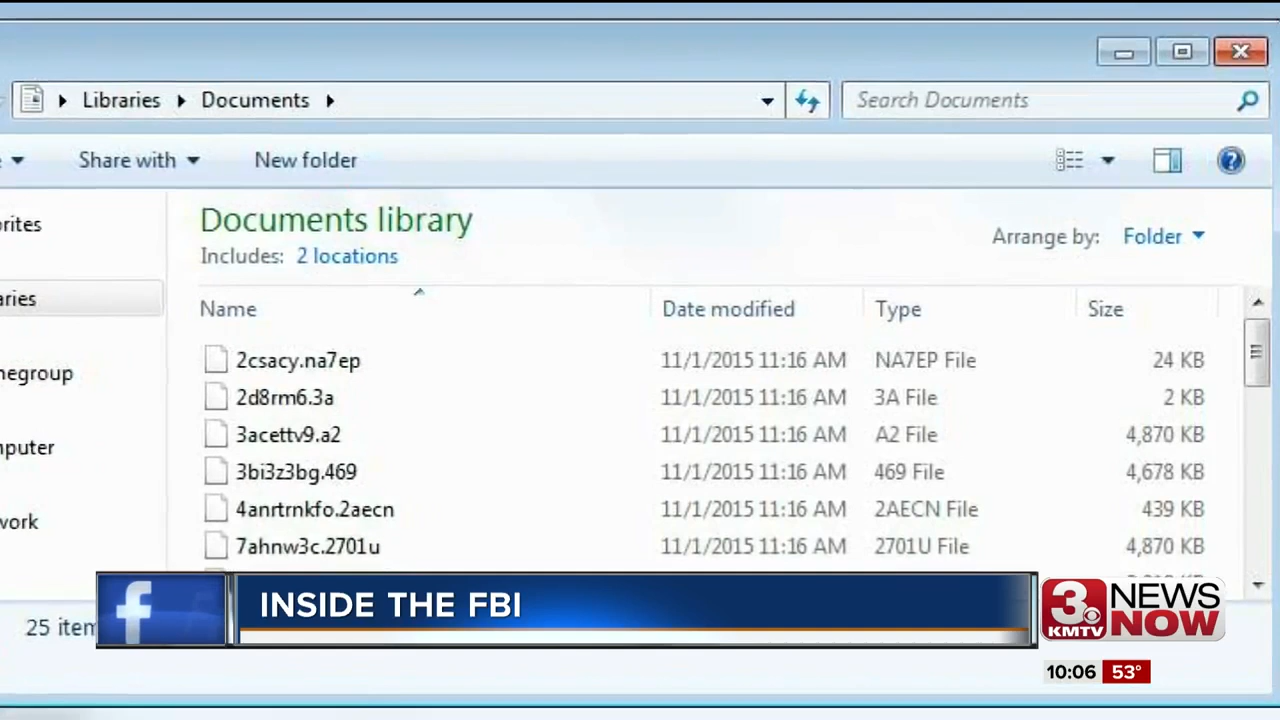 Libraries Documents
Search Documents
Share with New folder
Documents library
Includes: 2 locations
Arrange by: Folder
Name Date modified Type Size
2csacy.na7ep 11/1/2015 11:16 AM NA7EP File 24 KB
2d8rm6.3a 11/1/2015 11:16 AM 3A File 2 KB
3acettv9.a2 11/1/2015 11:16 AM A2 File 4,870 KB
3bi3z3bg.469 11/1/2015 11:16 AM 469 File 4,678 KB
4anrtrnkfo.2aecn 11/1/2015 11:16 AM 2AECN File 439 KB
7ahnw3c.2701u 11/1/2015 11:16 AM 2701U File 4,870 KB
rites
aries
negroup
puter
work
25 item
f
INSIDE THE FBI
3 KMTV NEWS NOW
10:06 53°